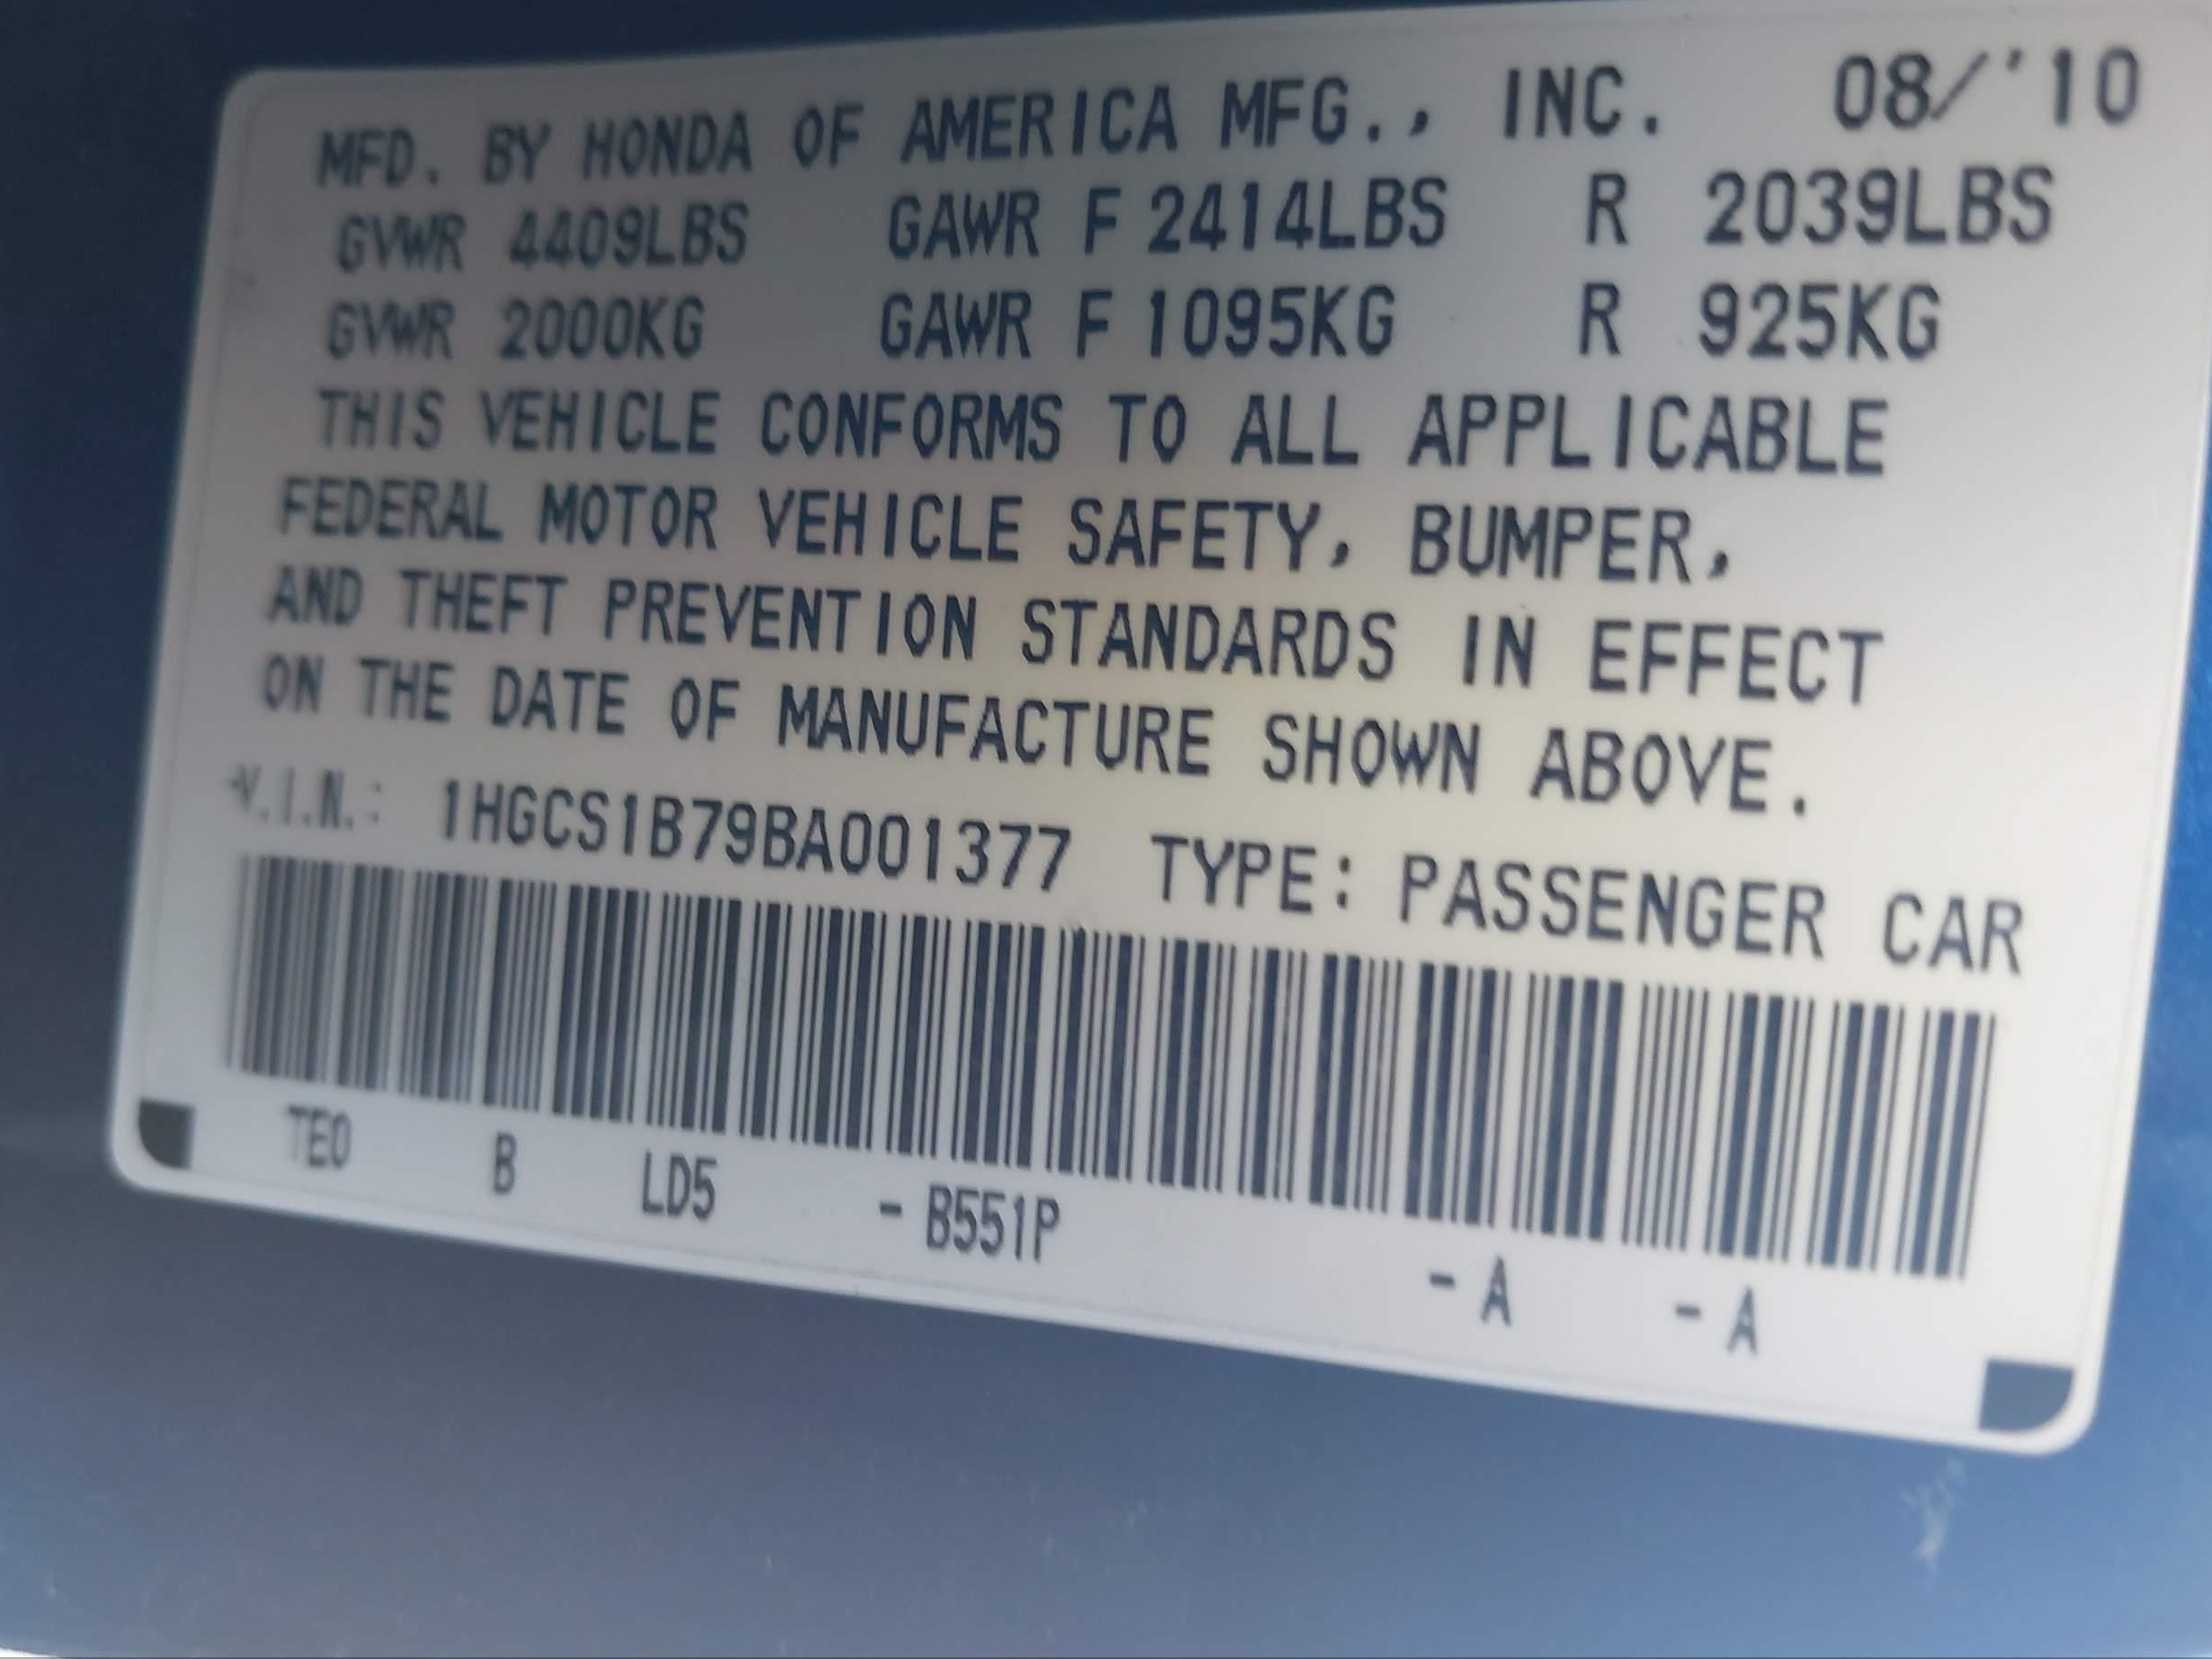 MFD. BY HONDA OF AMERICA MFG., INC. 08/'10
GVWR 4409LBS GAWR F 2414LBS R 2039LBS
GVWR 2000KG GAWR F 1095KG R 925KG
THIS VEHICLE CONFORMS TO ALL APPLICABLE
FEDERAL MOTOR VEHICLE SAFETY, BUMPER,
AND THEFT PREVENTION STANDARDS IN EFFECT
ON THE DATE OF MANUFACTURE SHOWN ABOVE.
V.I.N.: 1HGCS1B79BA001377 TYPE: PASSENGER CAR
TE0 B LD5 - B551P - A - A